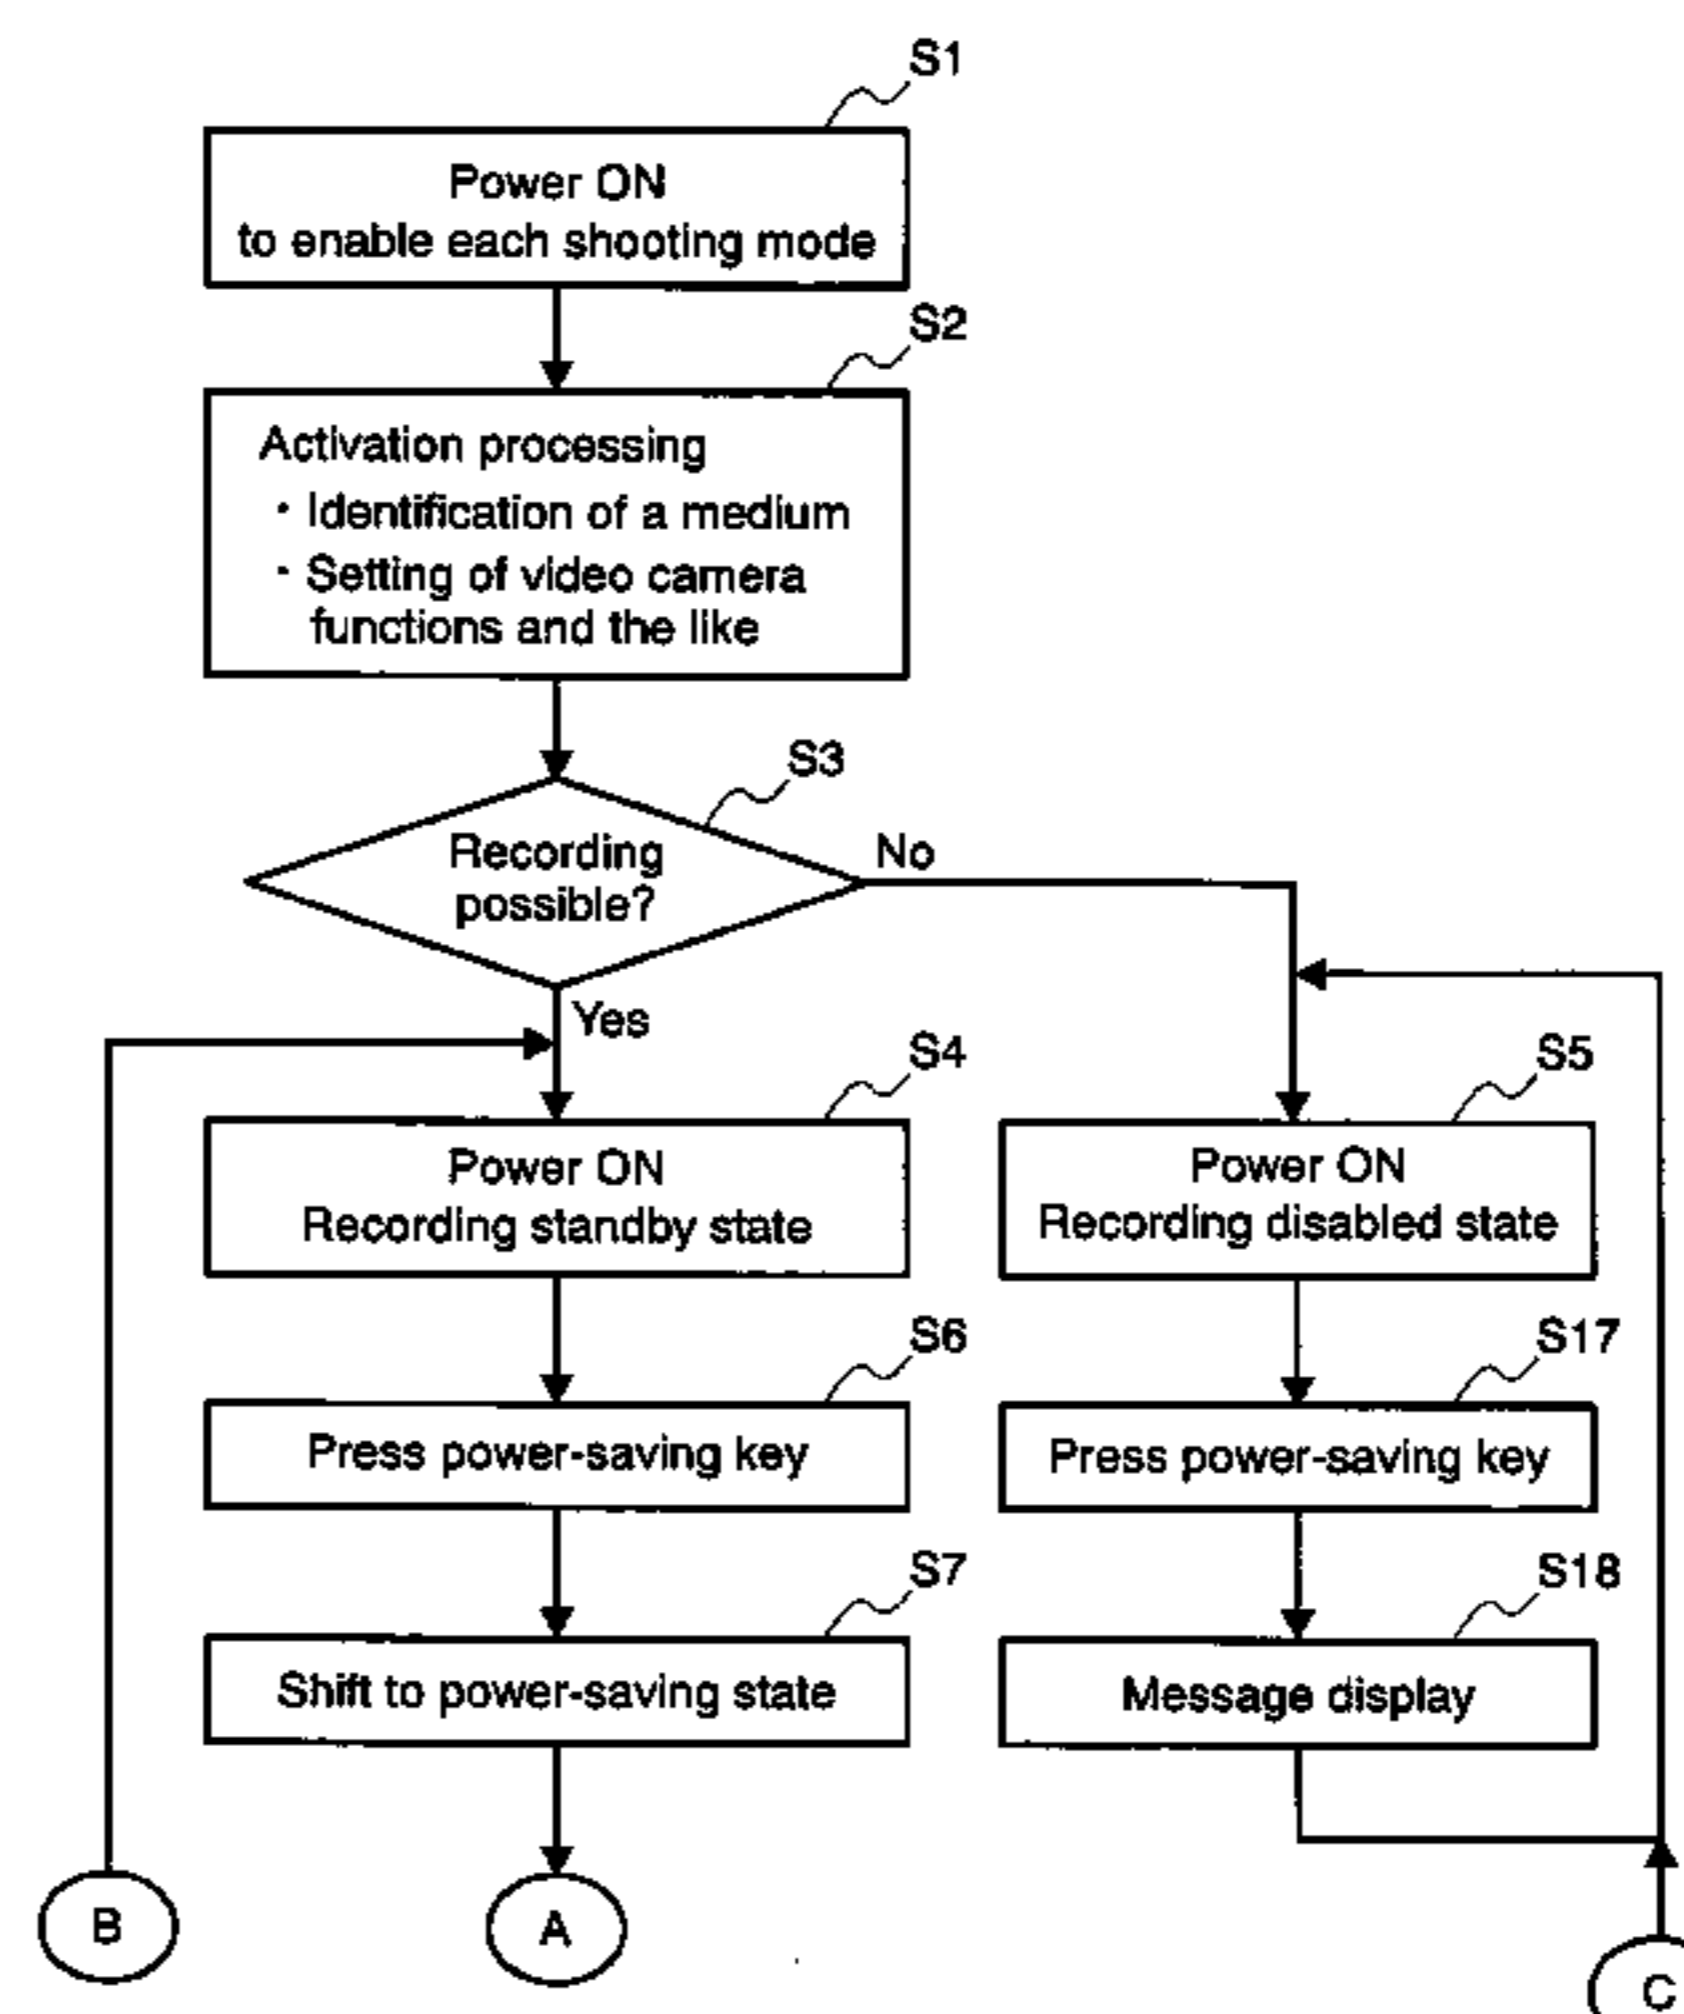 S1
Power ON
to enable each shooting mode
S2
Activation processing
・Identification of a medium
・Setting of video camera
functions and the like
S3
Recording
possible?
No
Yes
S4
Power ON
Recording standby state
S5
Power ON
Recording disabled state
S6
Press power-saving key
S17
Press power-saving key
S7
Shift to power-saving state
S18
Message display
B
A
C